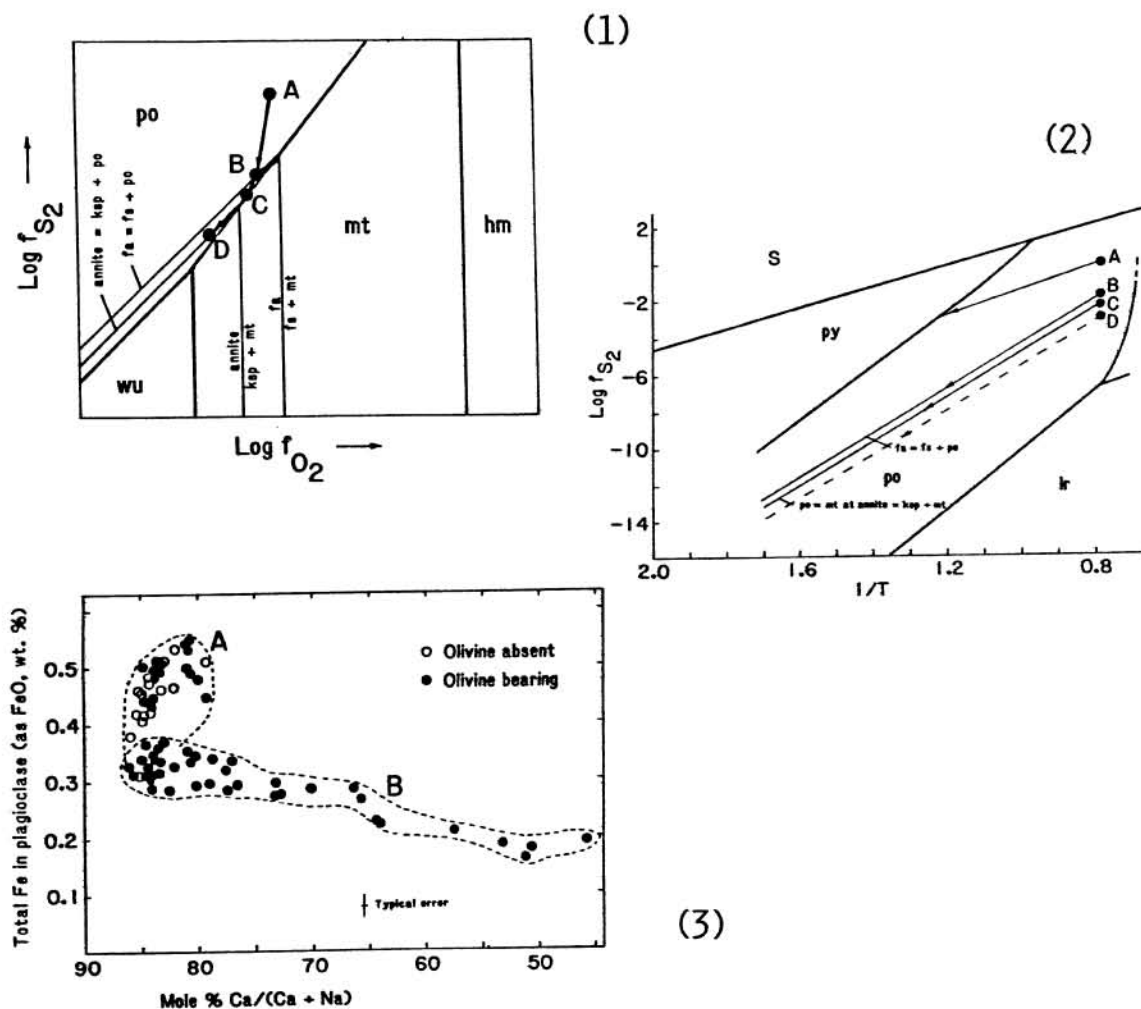 (1)
A
po
B
C
D
annite = ksp + po
fa = fs + po
mt
hm
wu
annite
ksp + mt
fa
fs + mt
Log fS2
Log fO2
(2)
2
-2
-6
-10
-14
Log fS2
S
py
A
B
C
D
fa = fs + po
po
po = mt at annite = ksp + mt
Ir
2.0
1.6
1.2
0.8
1/T
(3)
Total Fe in plagioclase (as FeO, wt. %)
0.5
0.4
0.3
0.2
0.1
A
Olivine absent
Olivine bearing
B
Typical error
90
80
70
60
50
Mole % Ca/(Ca + Na)